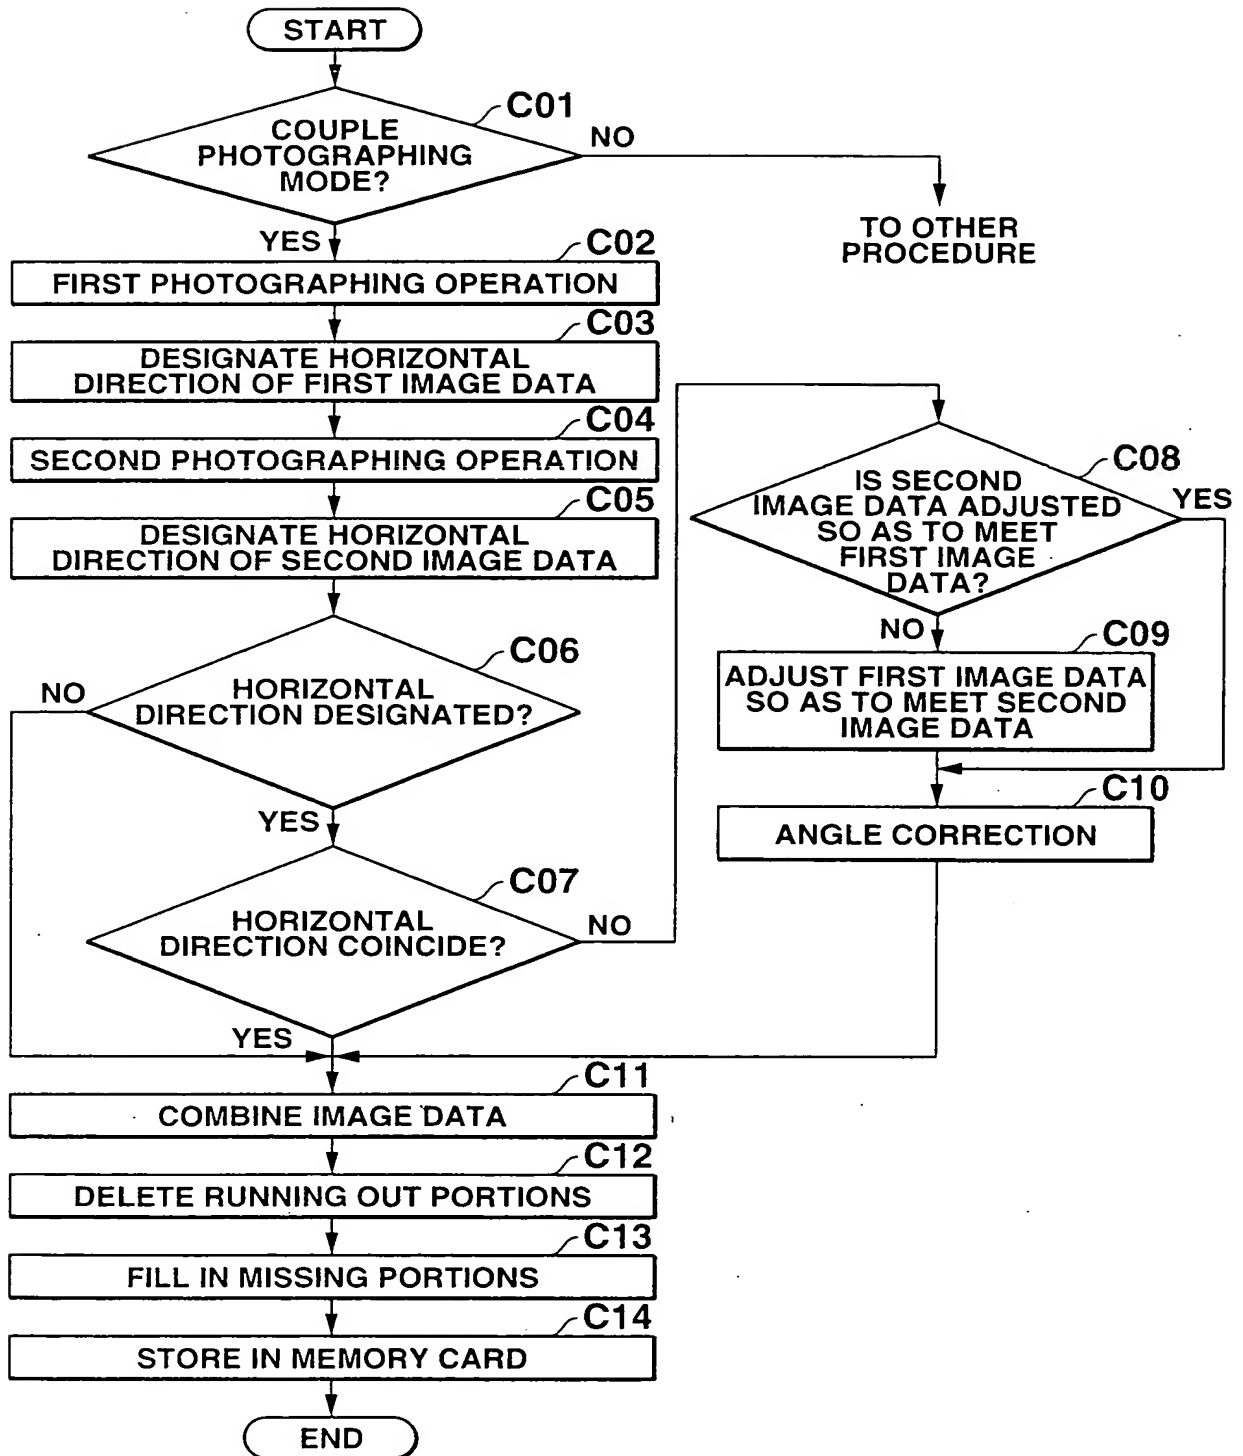 START
C01
COUPLE
PHOTOGRAPHING
MODE?
NO
TO OTHER
PROCEDURE
YES
C02
FIRST PHOTOGRAPHING OPERATION
C03
DESIGNATE HORIZONTAL
DIRECTION OF FIRST IMAGE DATA
C04
SECOND PHOTOGRAPHING OPERATION
C05
DESIGNATE HORIZONTAL
DIRECTION OF SECOND IMAGE DATA
C06
HORIZONTAL
DIRECTION DESIGNATED?
NO
YES
C07
HORIZONTAL
DIRECTION COINCIDE?
NO
YES
C08
IS SECOND
IMAGE DATA ADJUSTED
SO AS TO MEET
FIRST IMAGE
DATA?
YES
NO
C09
ADJUST FIRST IMAGE DATA
SO AS TO MEET SECOND
IMAGE DATA
C10
ANGLE CORRECTION
C11
COMBINE IMAGE DATA
C12
DELETE RUNNING OUT PORTIONS
C13
FILL IN MISSING PORTIONS
C14
STORE IN MEMORY CARD
END